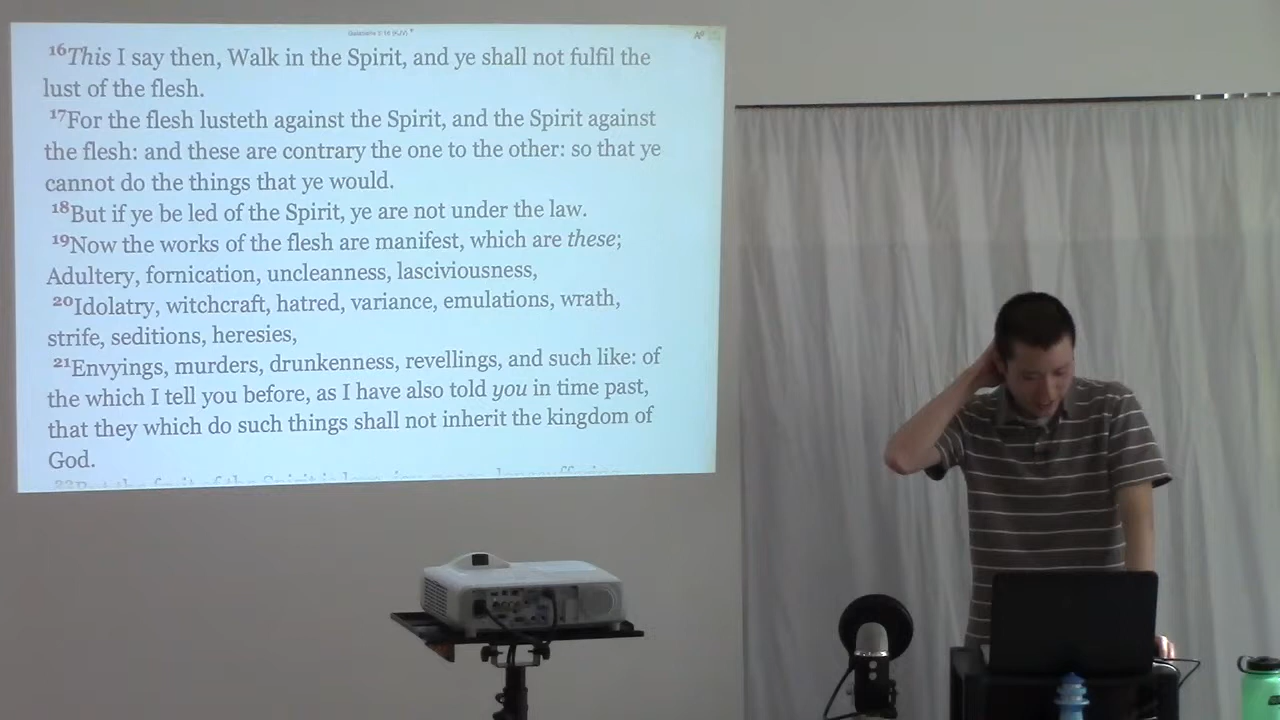 Galatians 5:16 (KJV)
16This I say then, Walk in the Spirit, and ye shall not fulfil the
lust of the flesh.
17For the flesh lusteth against the Spirit, and the Spirit against
the flesh: and these are contrary the one to the other: so that ye
cannot do the things that ye would.
18But if ye be led of the Spirit, ye are not under the law.
19Now the works of the flesh are manifest, which are these;
Adultery, fornication, uncleanness, lasciviousness,
20Idolatry, witchcraft, hatred, variance, emulations, wrath,
strife, seditions, heresies,
21Envyings, murders, drunkenness, revellings, and such like: of
the which I tell you before, as I have also told you in time past,
that they which do such things shall not inherit the kingdom of
God.